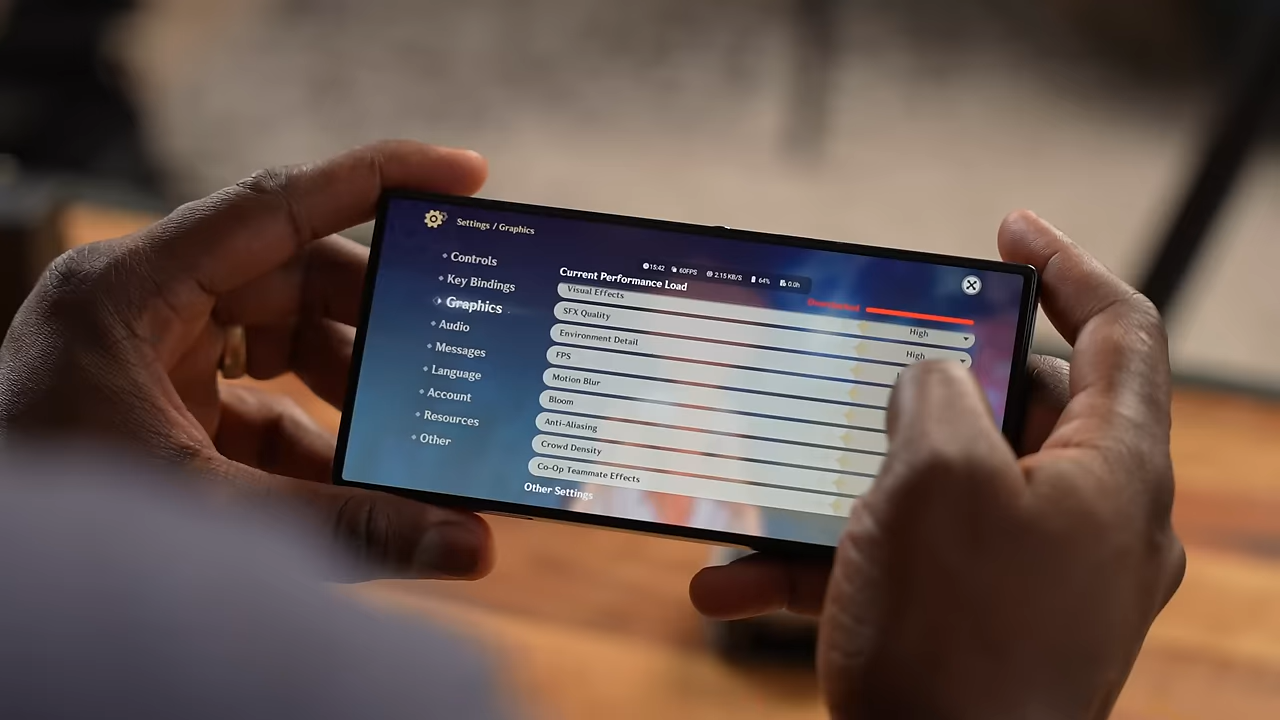 Settings / Graphics
Controls
Key Bindings
Graphics
Audio
Messages
Language
Account
Resources
Other
15:42 60FPS 2.15 KB/S 64% 0.0h
Current Performance Load
Visual Effects High
SFX Quality High
Environment Detail
FPS
Motion Blur
Bloom
Anti-Aliasing
Crowd Density
Co-Op Teammate Effects
Other Settings